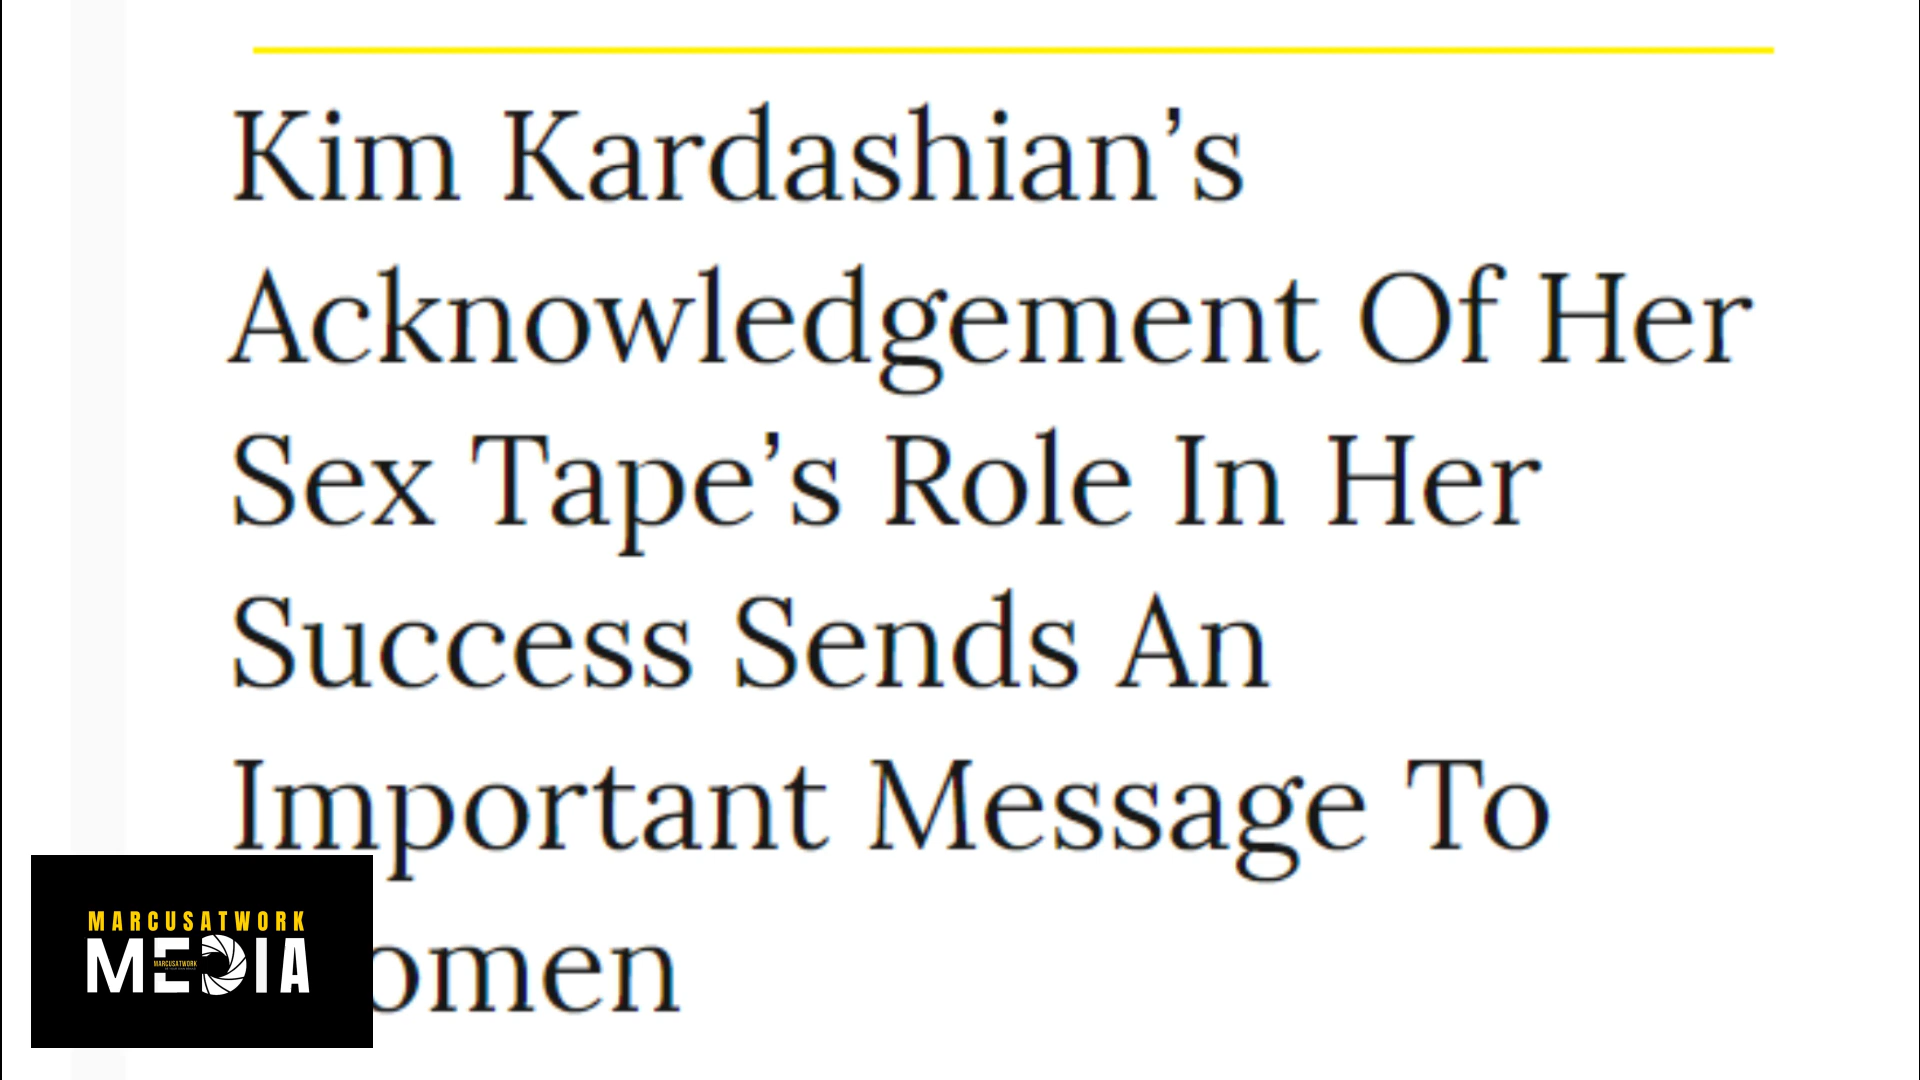 Kim Kardashian’s
Acknowledgement Of Her
Sex Tape’s Role In Her
Success Sends An
Important Message To
omen
MARCUSATWORK
MEDIA
MARCUSATWORK